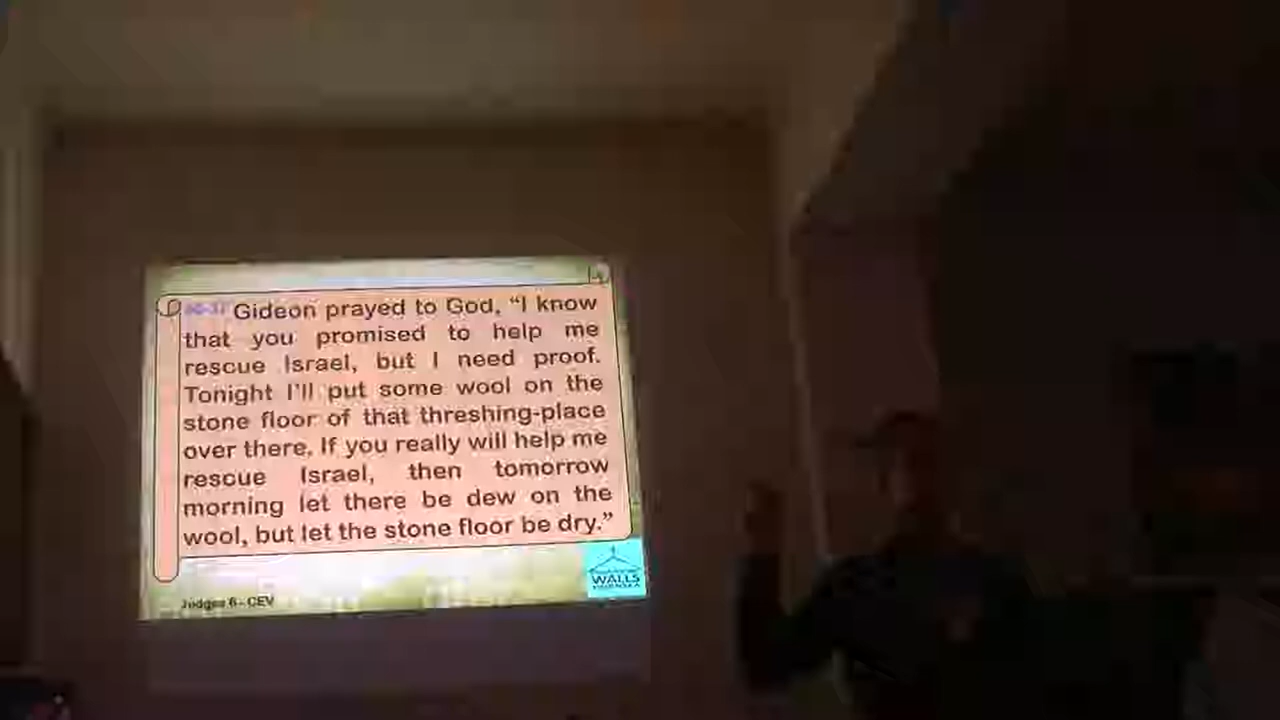 36-37 Gideon prayed to God, “I know
that you promised to help me
rescue Israel, but I need proof.
Tonight I’ll put some wool on the
stone floor of that threshing-place
over there. If you really will help me
rescue Israel, then tomorrow
morning let there be dew on the
wool, but let the stone floor be dry.”
WALLS
Judges 6 - CEV